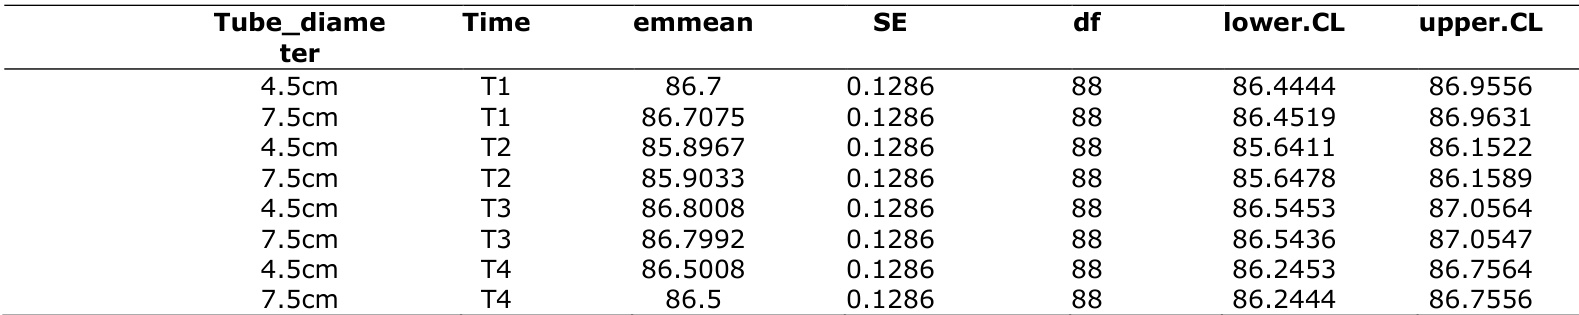 Tube_diame Time emmean SE df lower.CL upper.CL
ter
4.5cm T1 86.7 0.1286 88 86.4444 86.9556
7.5cm T1 86.7075 0.1286 88 86.4519 86.9631
4.5cm T2 85.8967 0.1286 88 85.6411 86.1522
7.5cm T2 85.9033 0.1286 88 85.6478 86.1589
4.5cm T3 86.8008 0.1286 88 86.5453 87.0564
7.5cm T3 86.7992 0.1286 88 86.5436 87.0547
4.5cm T4 86.5008 0.1286 88 86.2453 86.7564
7.5cm T4 86.5 0.1286 88 86.2444 86.7556